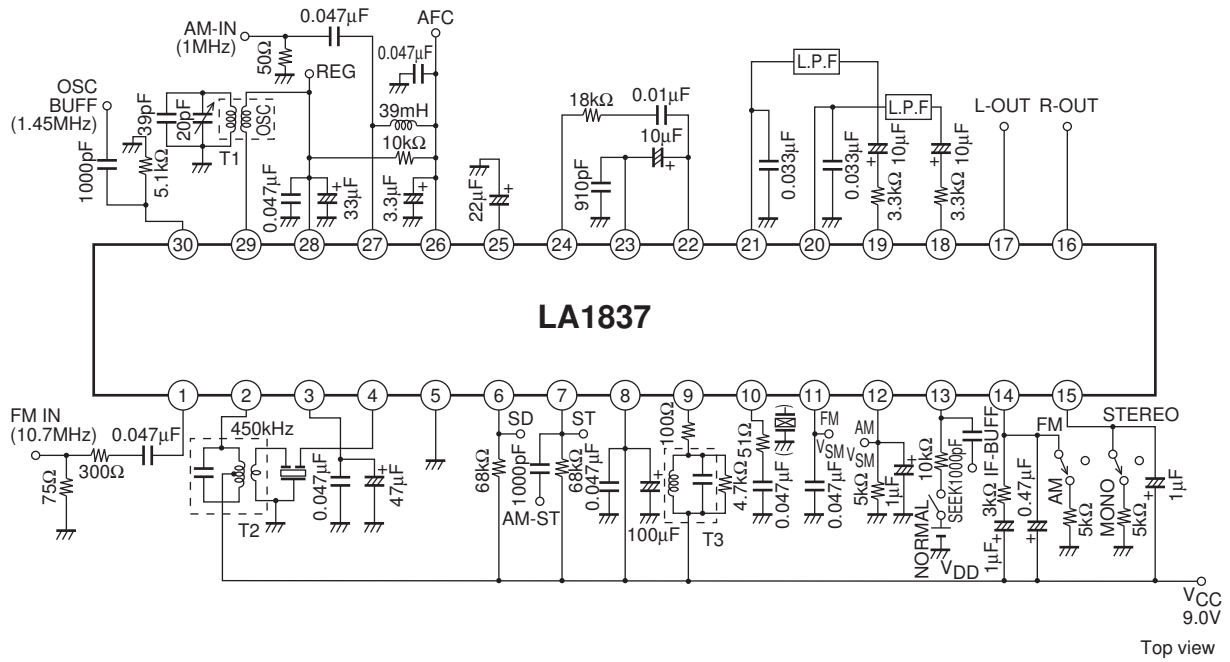 AM-IN
(1MHz)
0.047µF
AFC
50Ω
REG
0.047µF
OSC
BUFF
(1.45MHz)
39pF
20pF
OSC
T1
39mH
10kΩ
18kΩ
0.01µF
10µF
L.P.F
L.P.F
L-OUT
R-OUT
1000pF
5.1kΩ
0.047µF
33µF
3.3µF
22µF
910pF
0.033µF
0.033µF
3.3kΩ
10µF
3.3kΩ
10µF
30
29
28
27
26
25
24
23
22
21
20
19
18
17
16
LA1837
1
2
3
4
5
6
7
8
9
10
11
12
13
14
15
FM IN
(10.7MHz)
0.047µF
300Ω
75Ω
450kHz
T2
0.047µF
47µF
SD
68kΩ
ST
1000pF
AM-ST
68kΩ
0.047µF
100µF
100Ω
4.7kΩ
T3
51Ω
0.047µF
FM
VSM
0.047µF
AM
VSM
5kΩ
1µF
10kΩ
NORMAL
SEEK
1000pF
IF-BUFF
VDD
3kΩ
1µF
0.47µF
FM
AM
5kΩ
STEREO
MONO
5kΩ
1µF
VCC
9.0V
Top view